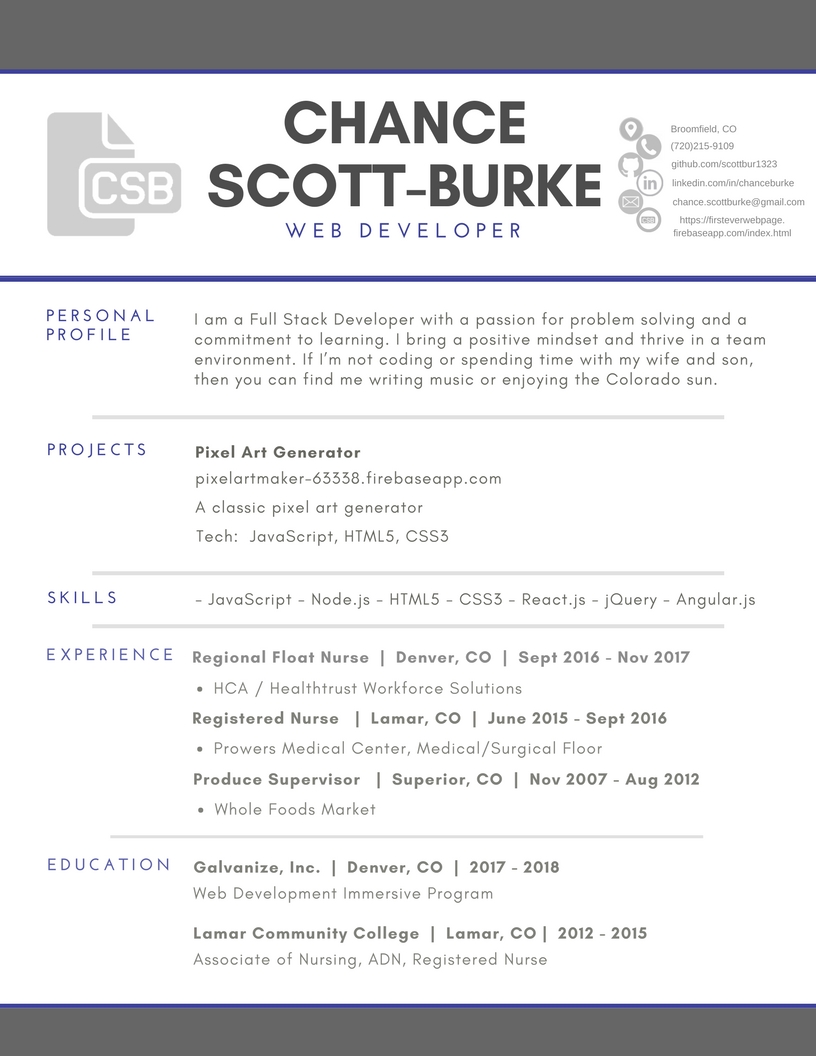 CSB
CHANCE
SCOTT-BURKE
WEB DEVELOPER
Broomfield, CO
(720)215-9109
github.com/scottbur1323
linkedin.com/in/chanceburke
chance.scottburke@gmail.com
CSB
https://firsteverwebpage.
firebaseapp.com/index.html
PERSONAL
PROFILE
I am a Full Stack Developer with a passion for problem solving and a
commitment to learning. I bring a positive mindset and thrive in a team
environment. If I'm not coding or spending time with my wife and son,
then you can find me writing music or enjoying the Colorado sun.
PROJECTS
Pixel Art Generator
pixelartmaker-63338.firebaseapp.com
A classic pixel art generator
Tech:  JavaScript, HTML5, CSS3
SKILLS
- JavaScript - Node.js - HTML5 - CSS3 - React.js - jQuery - Angular.js
EXPERIENCE
Regional Float Nurse | Denver, CO | Sept 2016 - Nov 2017
• HCA / Healthtrust Workforce Solutions
Registered Nurse | Lamar, CO | June 2015 - Sept 2016
• Prowers Medical Center, Medical/Surgical Floor
Produce Supervisor | Superior, CO | Nov 2007 - Aug 2012
• Whole Foods Market
EDUCATION
Galvanize, Inc. | Denver, CO | 2017 - 2018
Web Development Immersive Program
Lamar Community College | Lamar, CO | 2012 - 2015
Associate of Nursing, ADN, Registered Nurse